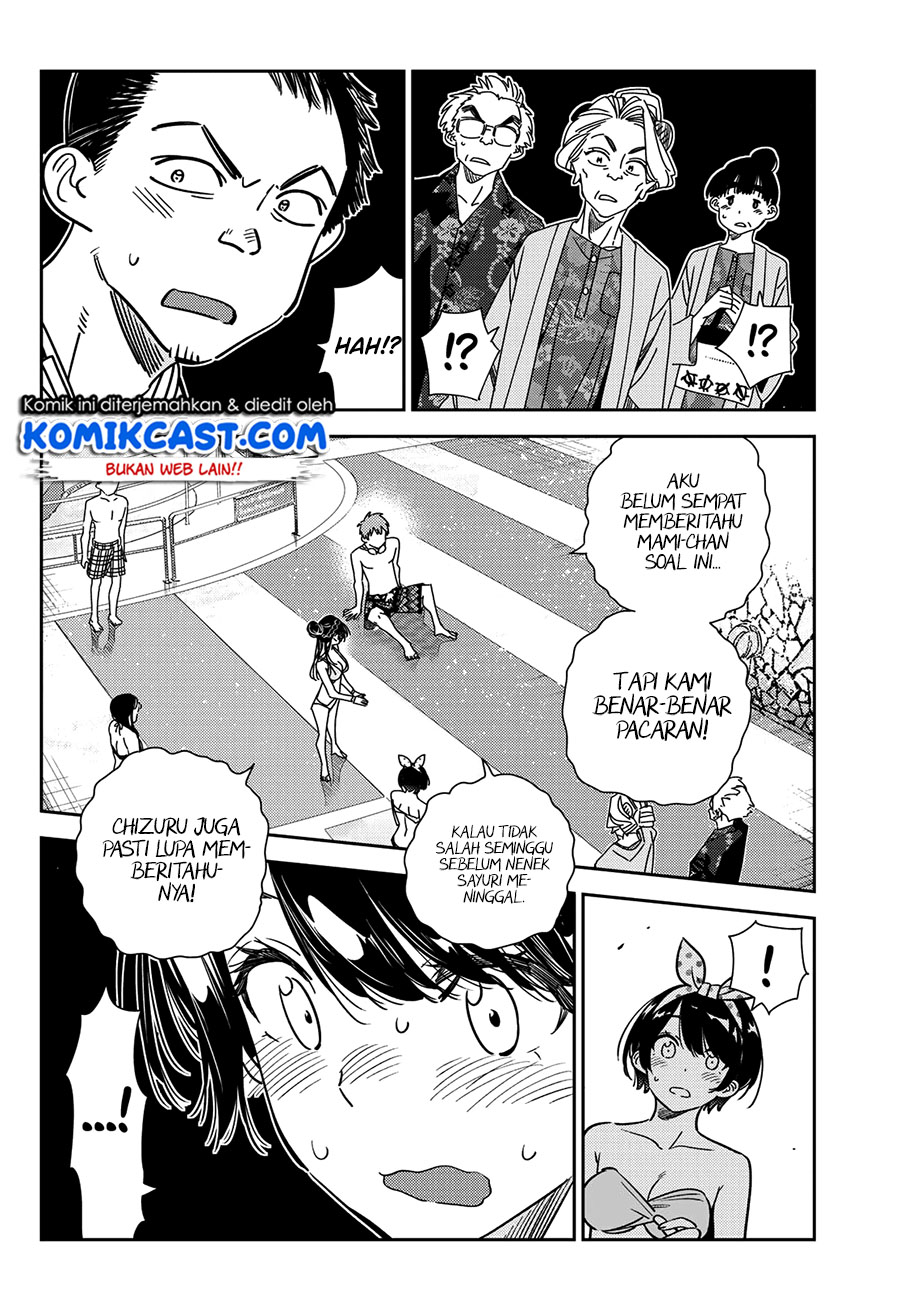 !?
!?
HAH!?
Komik ini diterjemahkan & diedit oleh
KOMIKCAST.COM
BUKAN WEB LAIN!!
AKU
BELUM SEMPAT
MEMBERITAHU
MAMI-CHAN
SOAL INI...
TAPI KAMI
BENAR-BENAR
PACARAN!
KALAU TIDAK
SALAH SEMINGGU
SEBELUM NENEK
SAYURI ME-
NINGGAL.
CHIZURU JUGA
PASTI LUPA MEM-
BERITAHU-
NYA!
!
....!